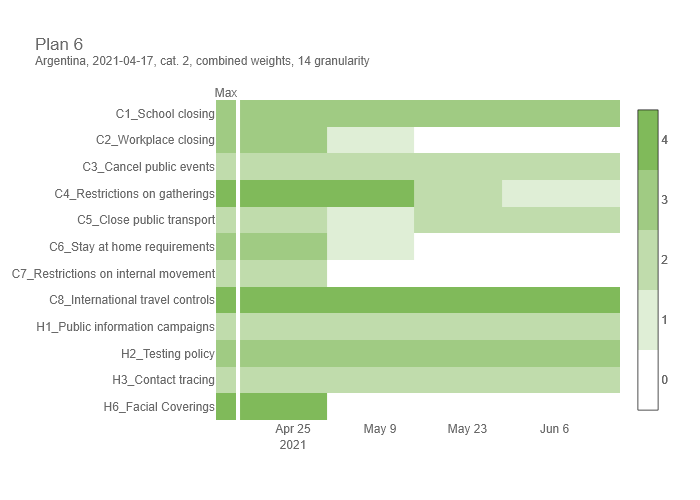 Plan 6
Argentina, 2021-04-17, cat. 2, combined weights, 14 granularity
Max
C1_School closing
C2_Workplace closing
C3_Cancel public events
C4_Restrictions on gatherings
C5_Close public transport
C6_Stay at home requirements
C7_Restrictions on internal movement
C8_International travel controls
H1_Public information campaigns
H2_Testing policy
H3_Contact tracing
H6_Facial Coverings
Apr 25
2021
May 9
May 23
Jun 6
4
3
2
1
0